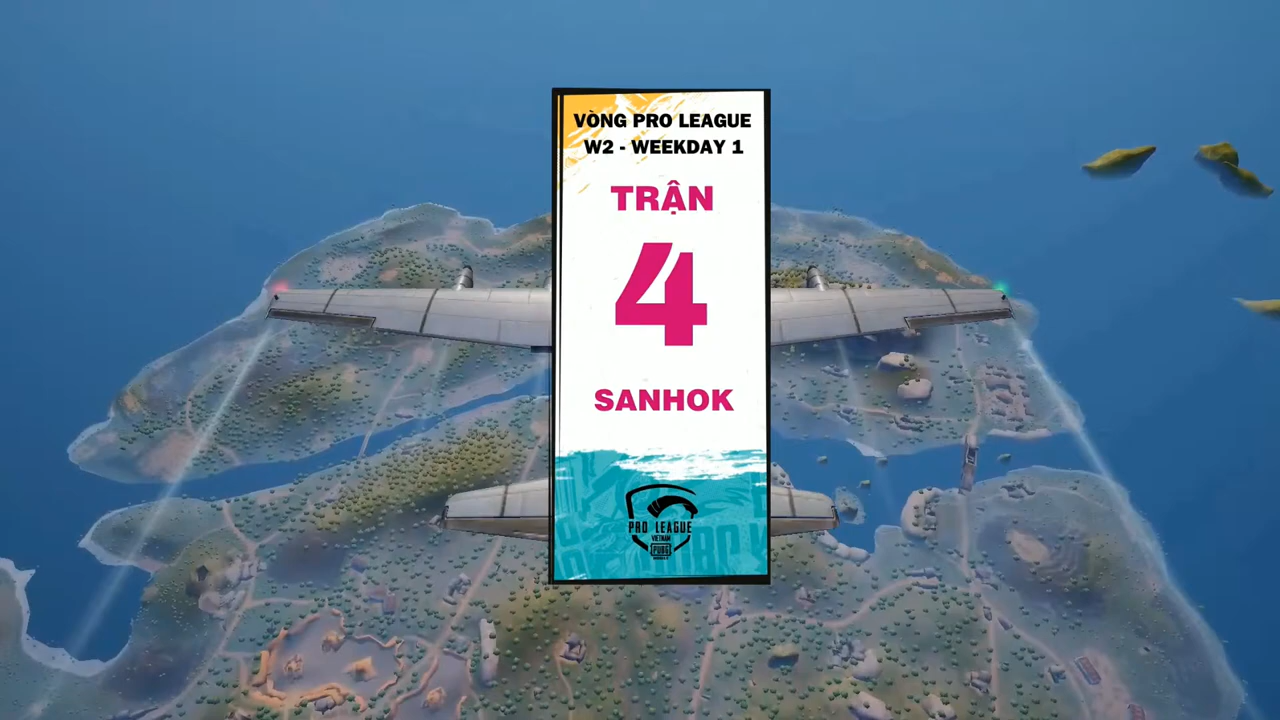 VÒNG PRO LEAGUE
W2 - WEEKDAY 1
TRẬN
4
SANHOK
PRO LEAGUE
VIETNAM
PUBG